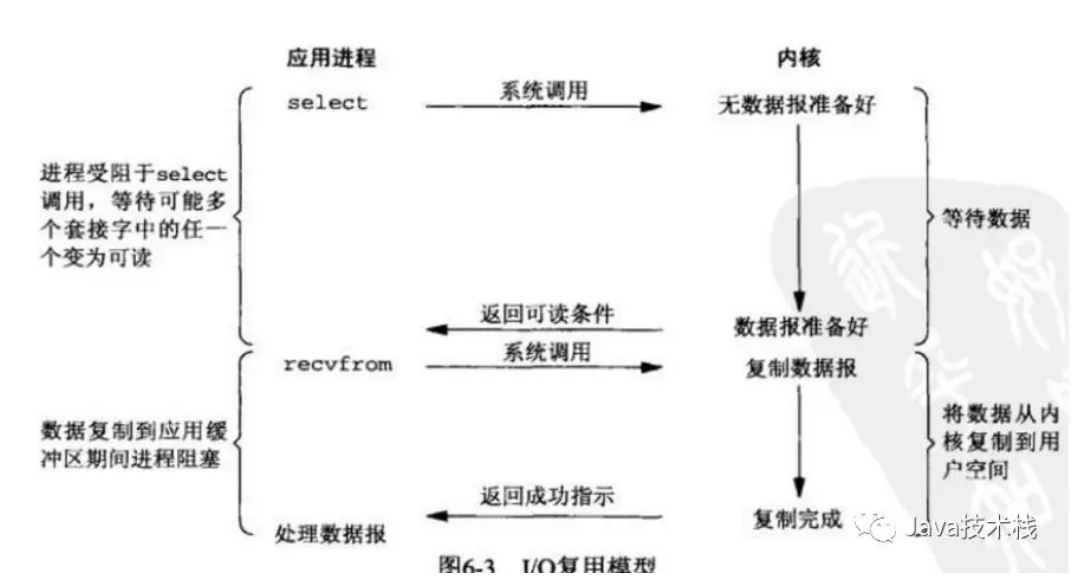 应用进程
内核
select
系统调用
无数据报准备好
进程受阻于select
调用，等待可能多
个套接字中的任一
个变为可读
等待数据
返回可读条件
数据报准备好
recvfrom
系统调用
复制数据报
数据复制到应用缓
冲区期间进程阻塞
将数据从内
核复制到用
户空间
返回成功指示
处理数据报
复制完成
Java技术栈
图6-3 I/O复用模型